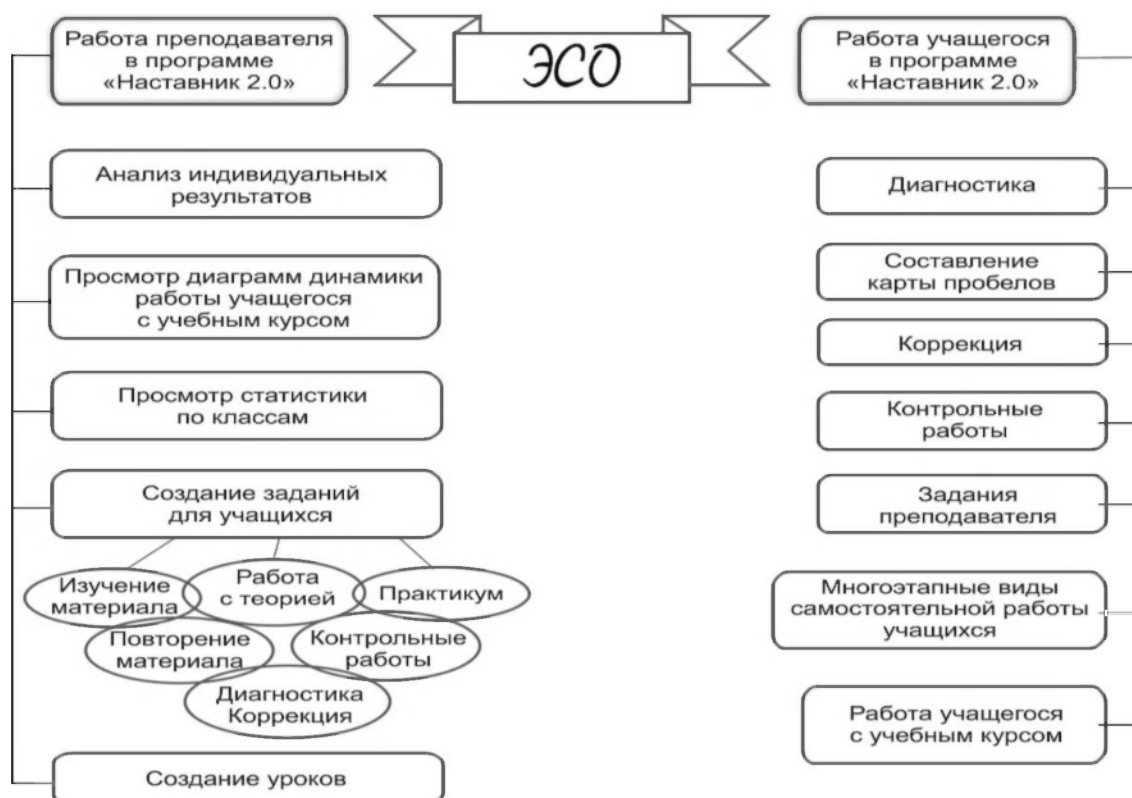 ЭСО
Работа преподавателя
в программе
«Наставник 2.0»
Анализ индивидуальных
результатов
Просмотр диаграмм динамики
работы учащегося
с учебным курсом
Просмотр статистики
по классам
Создание заданий
для учащихся
Изучение
материала
Работа
с теорией
Практикум
Повторение
материала
Контрольные
работы
Диагностика
Коррекция
Создание уроков
Работа учащегося
в программе
«Наставник 2.0»
Диагностика
Составление
карты пробелов
Коррекция
Контрольные
работы
Задания
преподавателя
Многоэтапные виды
самостоятельной работы
учащихся
Работа учащегося
с учебным курсом